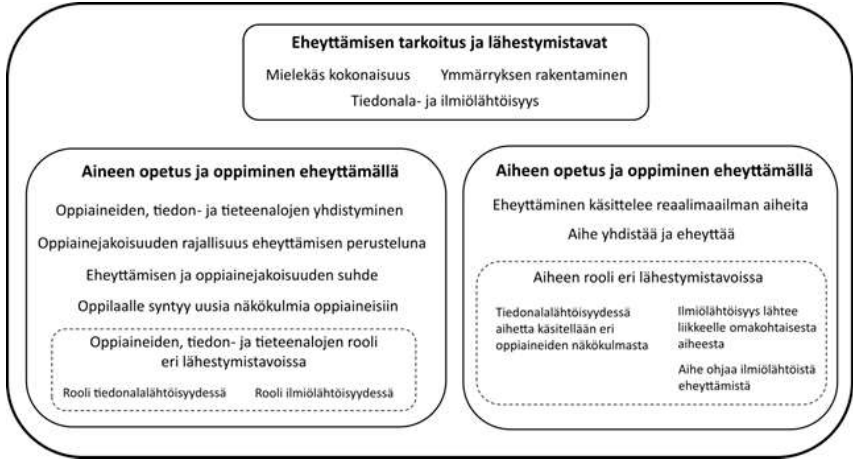 Eheyttämisen tarkoitus ja lähestymistavat
Mielekäs kokonaisuus Ymmärryksen rakentaminen
Tiedonala- ja ilmiölähtöisyys
Aineen opetus ja oppiminen eheyttämällä
Oppiaineiden, tiedon- ja tieteenalojen yhdistyminen
Oppiainejakoisuuden rajallisuus eheyttämisen perusteluna
Eheyttämisen ja oppiainejakoisuuden suhde
Oppilaalle syntyy uusia näkökulmia oppiaineisiin
Oppiaineiden, tiedon- ja tieteenalojen rooli
eri lähestymistavoissa
Rooli tiedonalalähtöisyydessä Rooli ilmiölähtöisyydessä
Aiheen opetus ja oppiminen eheyttämällä
Eheyttäminen käsittelee reaalimaailman aiheita
Aihe yhdistää ja eheyttää
Aiheen rooli eri lähestymistavoissa
Tiedonalalähtöisyydessä
aihetta käsitellään eri
oppiaineiden näkökulmasta
Ilmiölähtöisyys lähtee
liikkeelle omakohtaisesta
aiheesta
Aihe ohjaa ilmiölähtöistä
eheyttämistä